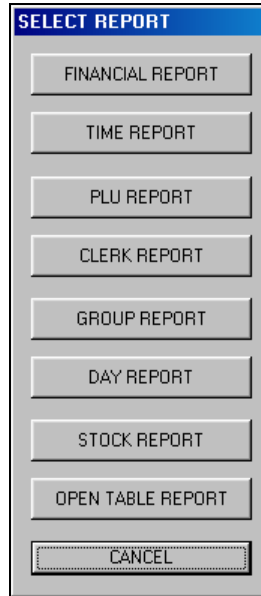 SELECT REPORT
FINANCIAL REPORT
TIME REPORT
PLU REPORT
CLERK REPORT
GROUP REPORT
DAY REPORT
STOCK REPORT
OPEN TABLE REPORT
CANCEL